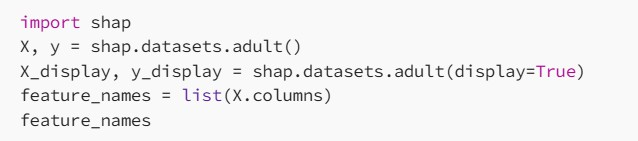 import shap
X, y = shap.datasets.adult()
X_display, y_display = shap.datasets.adult(display=True)
feature_names = list(X.columns)
feature_names